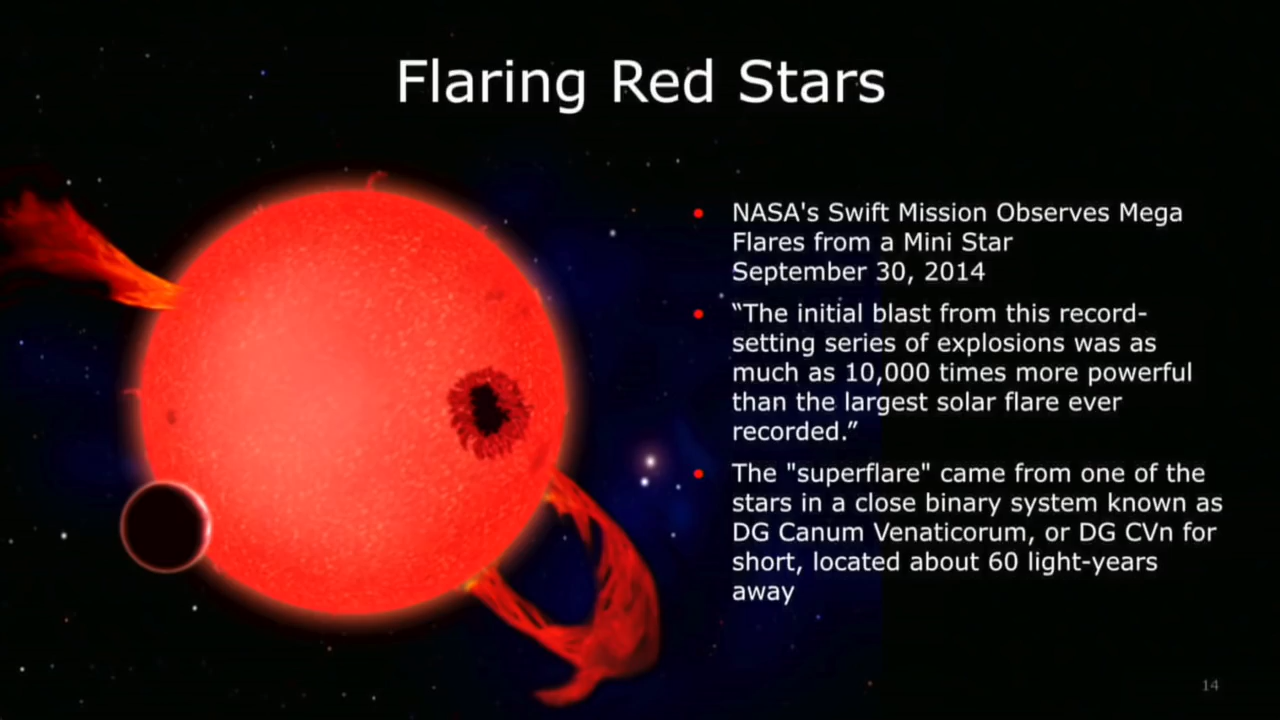 Flaring Red Stars
• NASA's Swift Mission Observes Mega
Flares from a Mini Star
September 30, 2014
• “The initial blast from this record-
setting series of explosions was as
much as 10,000 times more powerful
than the largest solar flare ever
recorded.”
• The "superflare" came from one of the
stars in a close binary system known as
DG Canum Venaticorum, or DG CVn for
short, located about 60 light-years
away
14